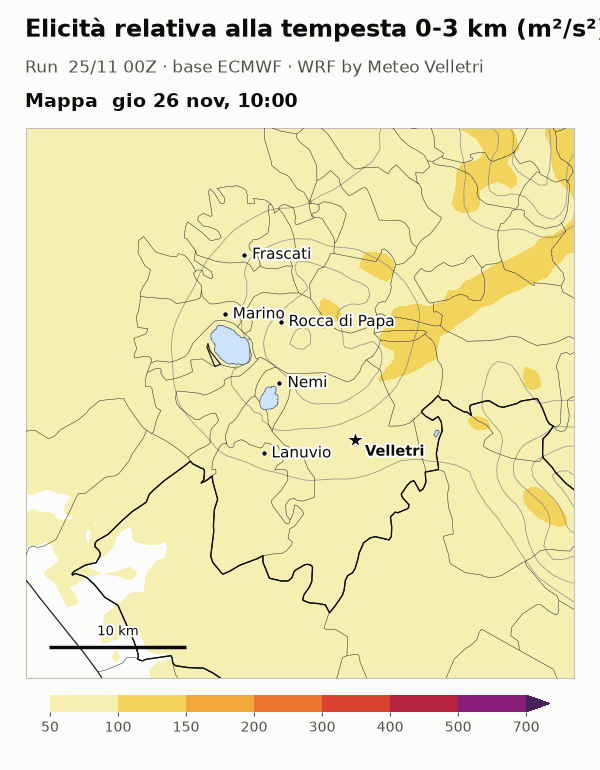 Elicità relativa alla tempesta 0-3 km (m²/s²)
Run  25/11 00Z · base ECMWF · WRF by Meteo Velletri
Mappa  gio 26 nov, 10:00
Frascati
Marino
Rocca di Papa
Nemi
Velletri
Lanuvio
10 km
50 100 150 200 300 400 500 700